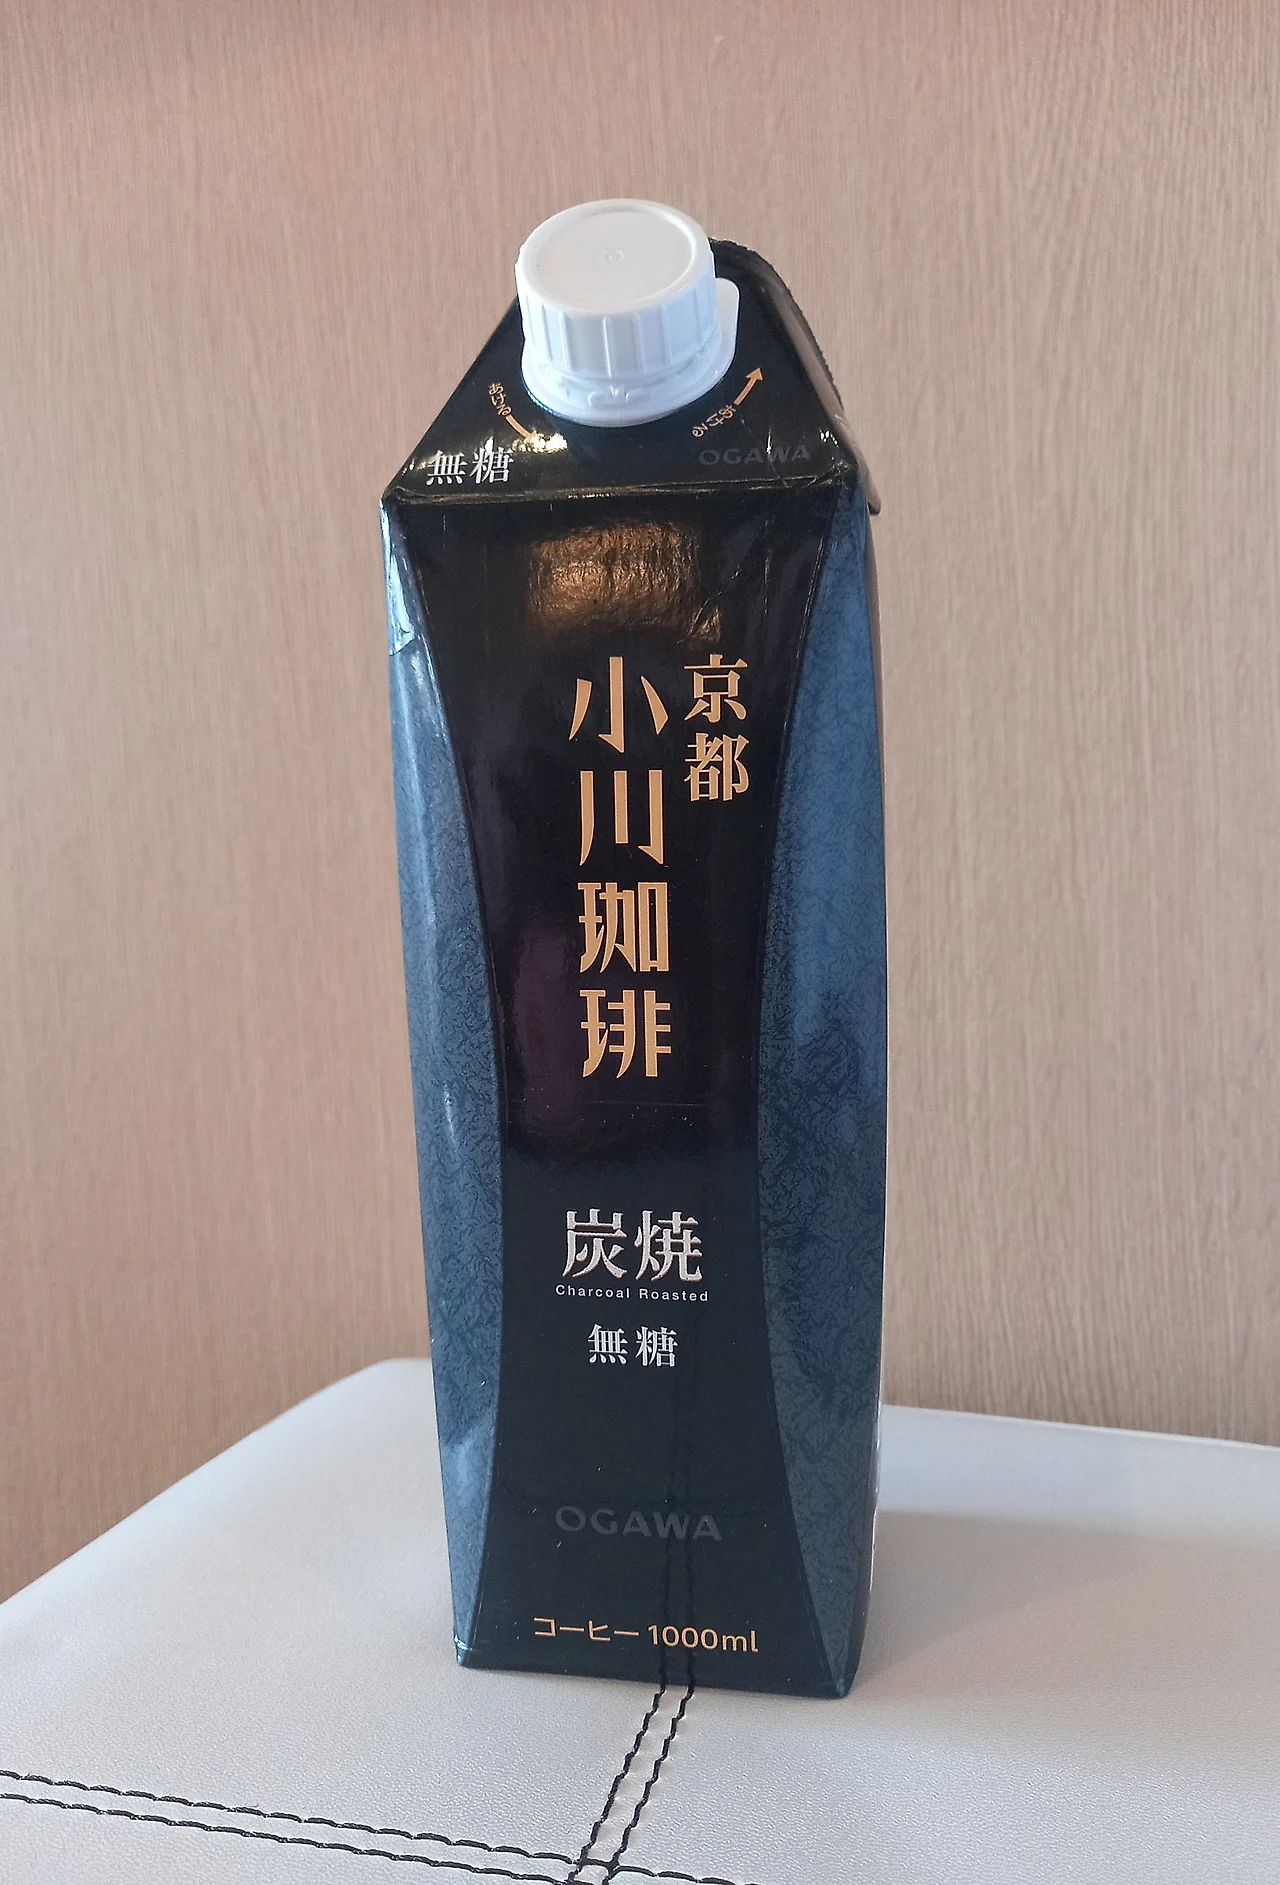 あける
あける
無糖
OGAWA
京都
小川珈琲
炭焼
Charcoal Roasted
無糖
OGAWA
コーヒー 1000ml